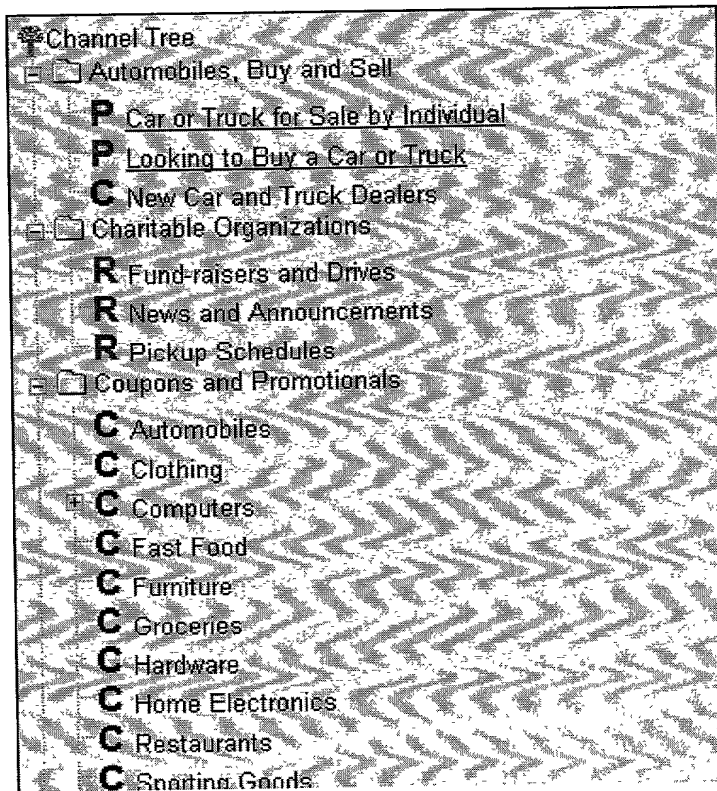 Channel Tree
Automobiles, Buy and Sell
P Car or Truck for Sale by Individual
P Looking to Buy a Car or Truck
C New Car and Truck Dealers
Charitable Organizations
R Fund-raisers and Drives
R News and Announcements
R Pickup Schedules
Coupons and Promotionals
C Automobiles
C Clothing
C Computers
C Fast Food
C Furniture
C Groceries
C Hardware
C Home Electronics
C Restaurants
C Sporting Goods